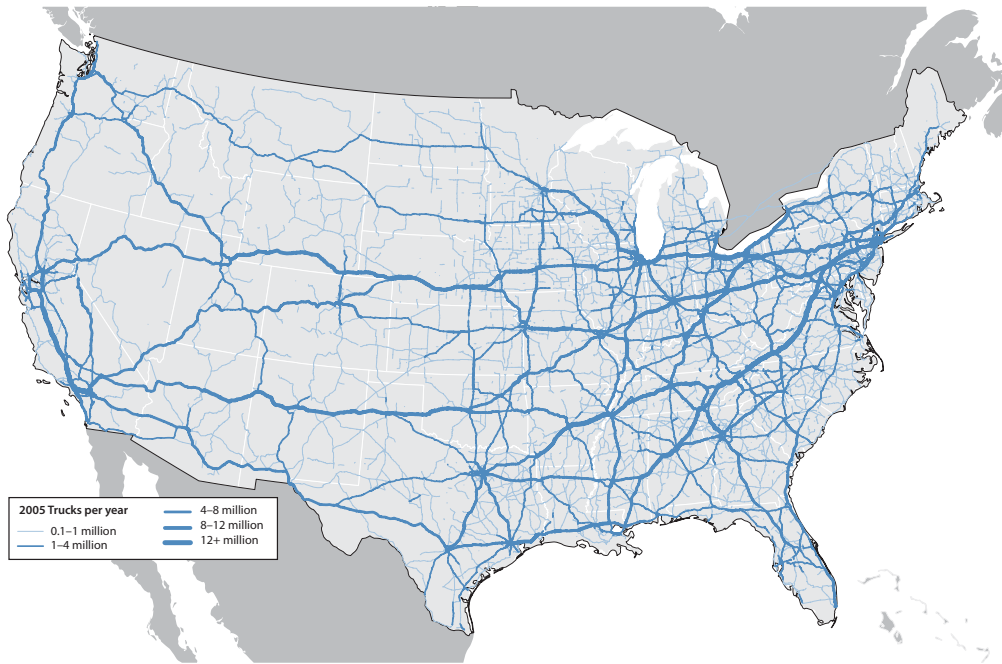 2005 Trucks per year
0.1–1 million
1–4 million
4–8 million
8–12 million
12+ million